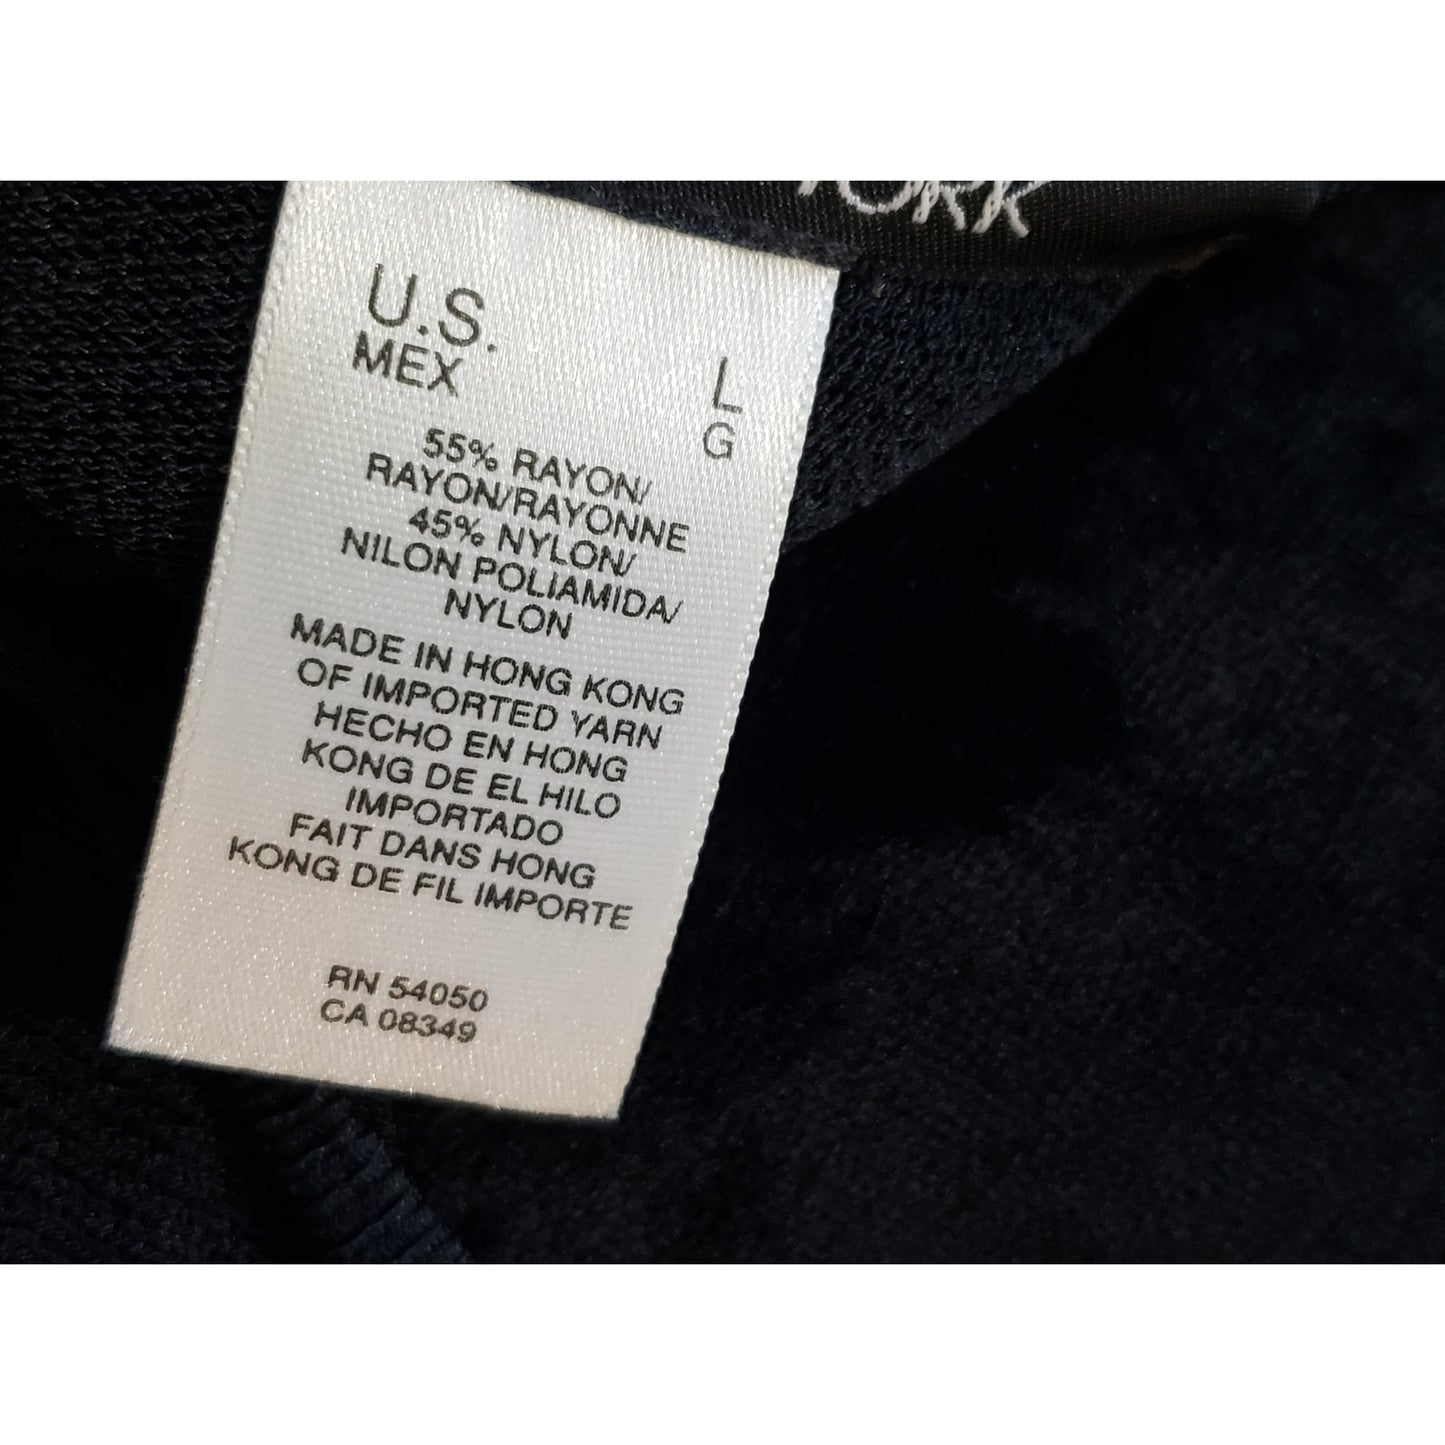 YORK
U.S. L
MEX G
55% RAYON/
RAYON/RAYONNE
45% NYLON/
NILON POLIAMIDA/
NYLON
MADE IN HONG KONG
OF IMPORTED YARN
HECHO EN HONG
KONG DE EL HILO
IMPORTADO
FAIT DANS HONG
KONG DE FIL IMPORTE
RN 54050
CA 08349